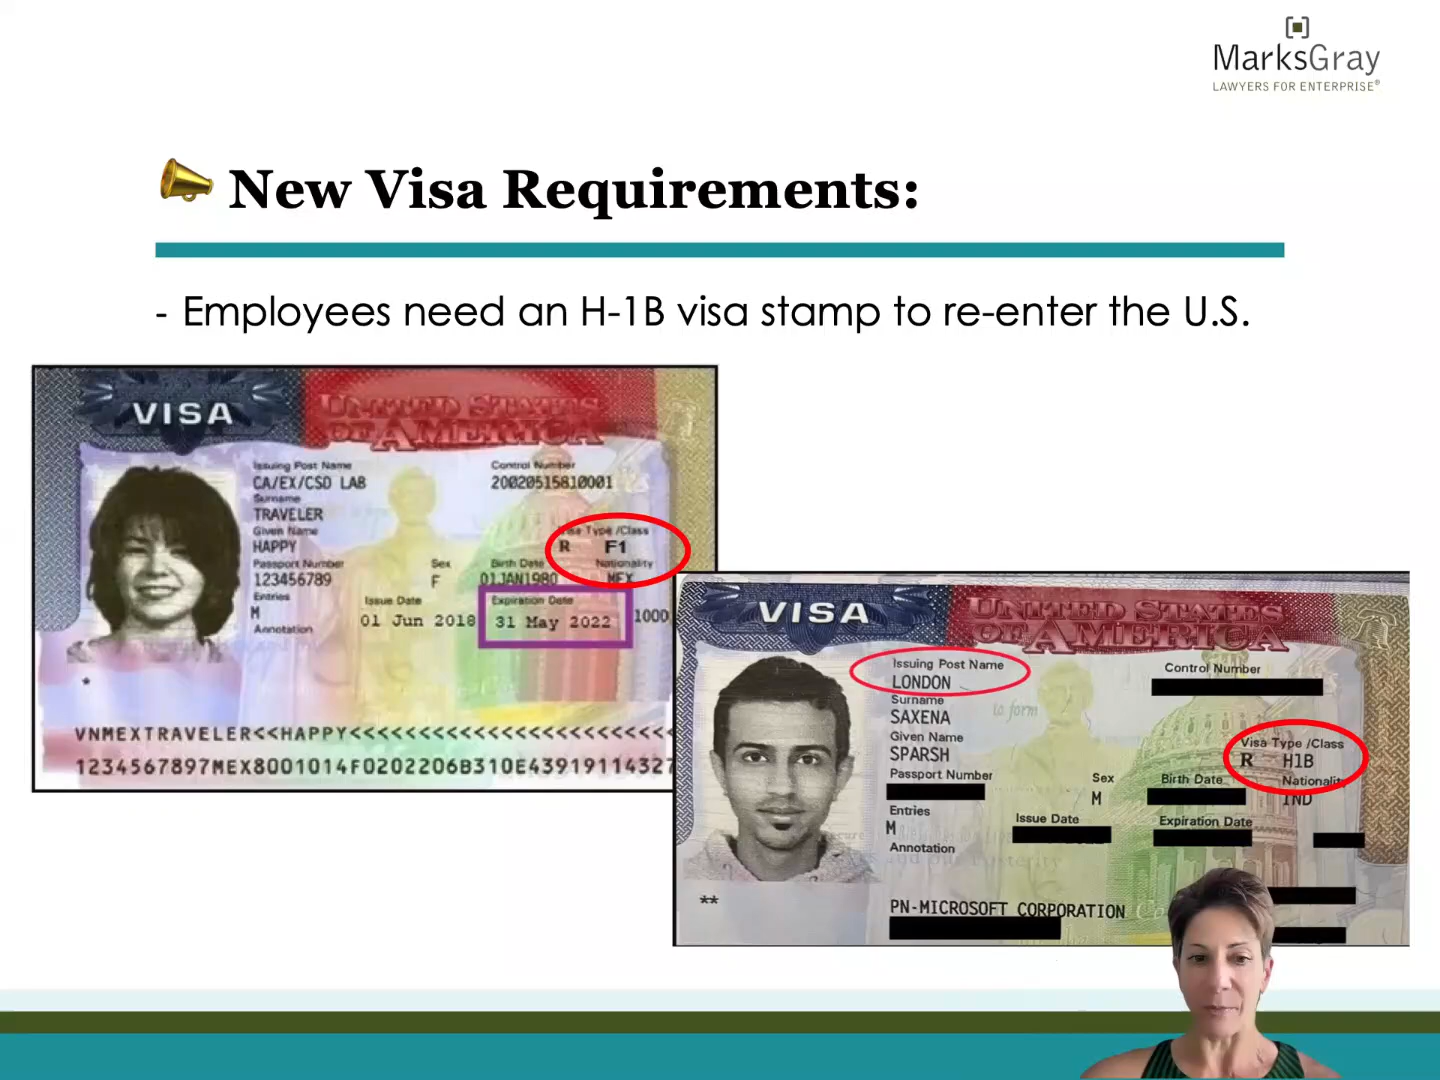 MarksGray
LAWYERS FOR ENTERPRISE®
New Visa Requirements:
- Employees need an H-1B visa stamp to re-enter the U.S.
VISA
UNITED STATES
OF AMERICA
Issuing Post Name
CA/EX/CSD LAB
Control Number
20020515810001
Surname
TRAVELER
Given Name
HAPPY
Visa Type /Class
R F1
Passport Number
123456789
Sex
F
Birth Date
01JAN1980
Nationality
MEX
Entries
M
Issue Date
01 Jun 2018
Expiration Date
31 May 2022
1000
Annotation
*
VNMEXTRAVELER<<HAPPY<<<<<<<<<<<<<<<<<<<<<<<
1234567897MEX8001014F0202206B310E43919114327
VISA
UNITED STATES
OF AMERICA
Issuing Post Name
LONDON
Control Number
Surname
SAXENA
Given Name
SPARSH
Visa Type /Class
R H1B
Passport Number
Sex
M
Birth Date
Nationality
IND
Entries
M
Issue Date
Expiration Date
Annotation
**
PN-MICROSOFT CORPORATION